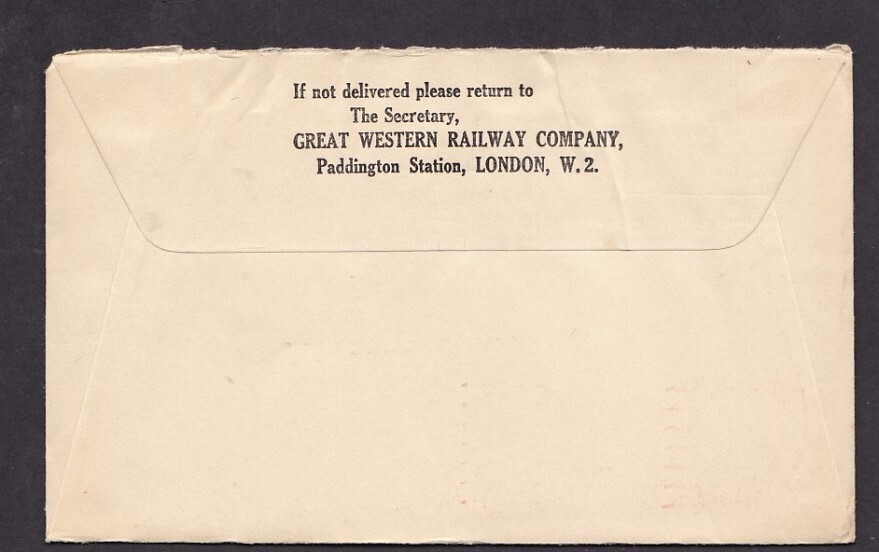 If not delivered please return to
The Secretary,
GREAT WESTERN RAILWAY COMPANY,
Paddington Station, LONDON, W.2.